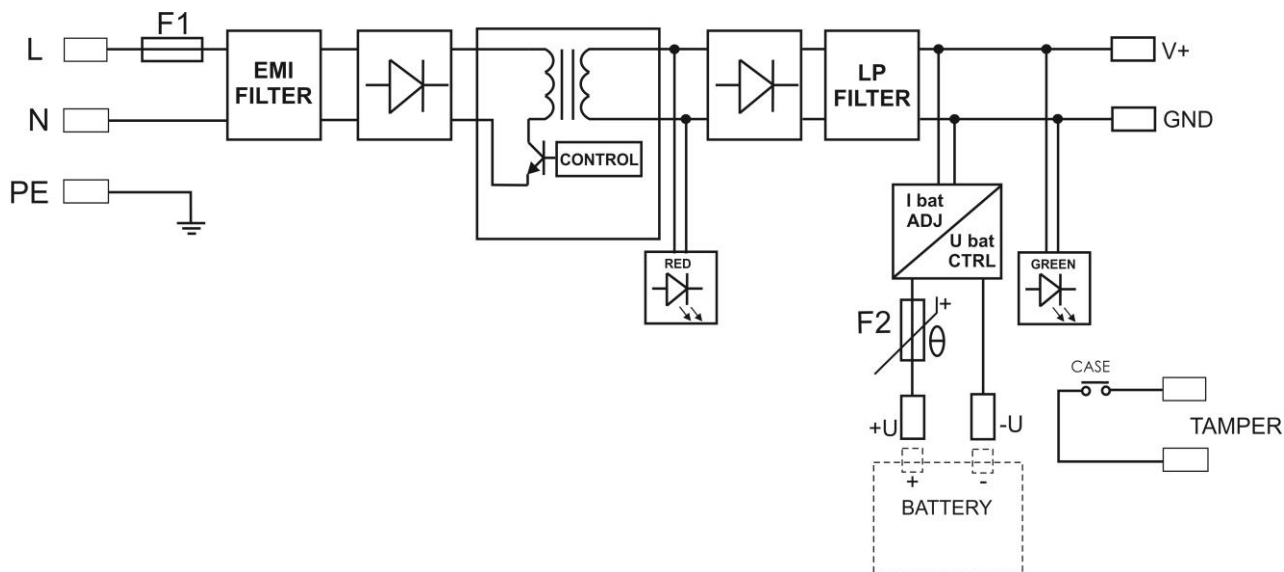 F1
L
N
PE
EMI
FILTER
CONTROL
RED
LP
FILTER
V+
GND
I bat
ADJ
U bat
CTRL
GREEN
F2
I+
θ
+U
-U
+
-
BATTERY
CASE
TAMPER